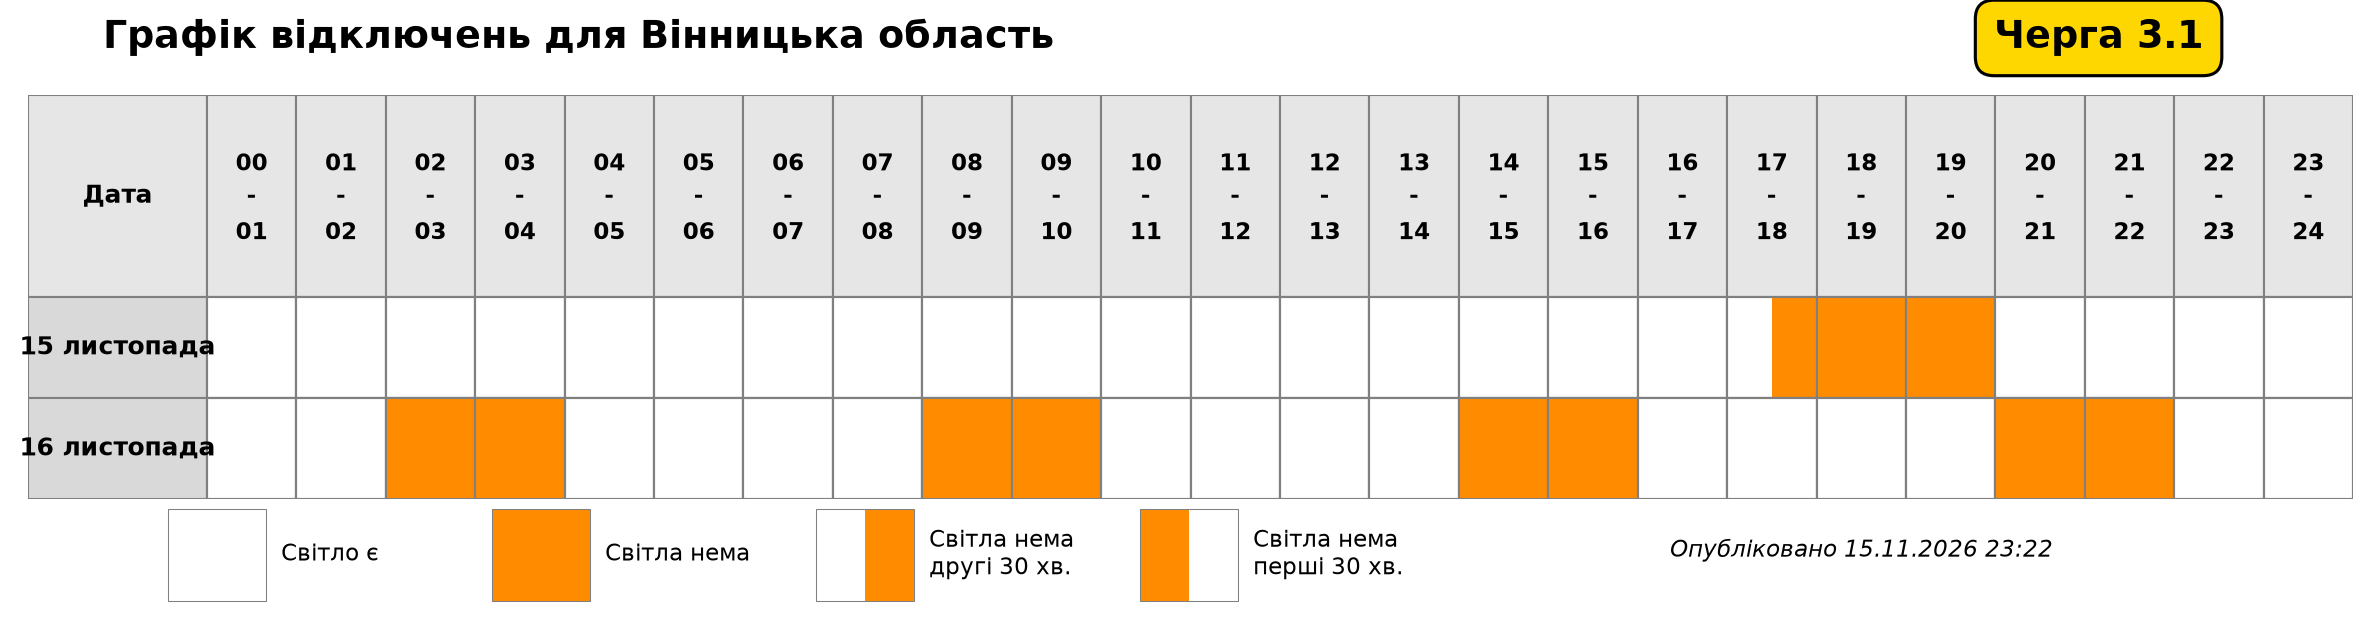 Графік відключень для Вінницька область
Черга 3.1
Дата
00 - 01
01 - 02
02 - 03
03 - 04
04 - 05
05 - 06
06 - 07
07 - 08
08 - 09
09 - 10
10 - 11
11 - 12
12 - 13
13 - 14
14 - 15
15 - 16
16 - 17
17 - 18
18 - 19
19 - 20
20 - 21
21 - 22
22 - 23
23 - 24
15 листопада
16 листопада
Світло є
Світла нема
Світла нема
другі 30 хв.
Світла нема
перші 30 хв.
Опубліковано 15.11.2026 23:22